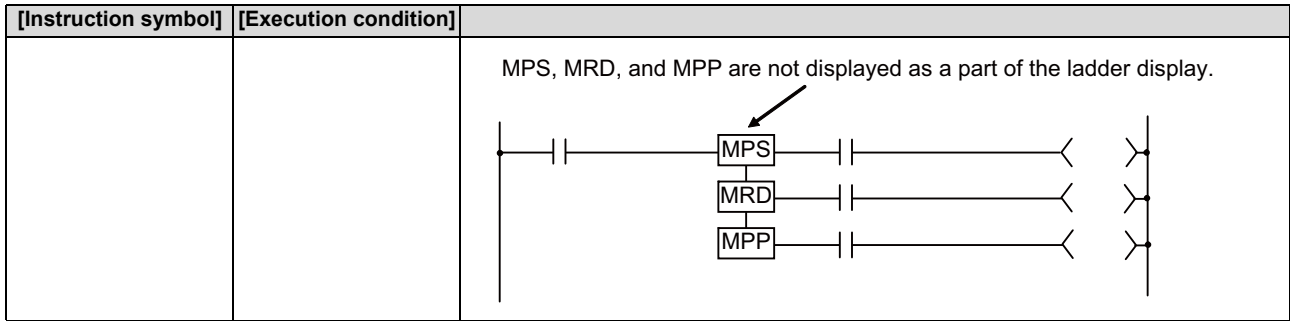 [Instruction symbol] [Execution condition]
MPS, MRD, and MPP are not displayed as a part of the ladder display.
MPS
MRD
MPP